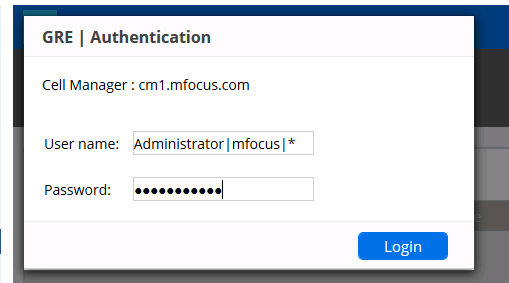 GRE | Authentication
Cell Manager : cm1.mfocus.com
User name: Administrator|mfocus|*
Password: ●●●●●●●●●●●
Login